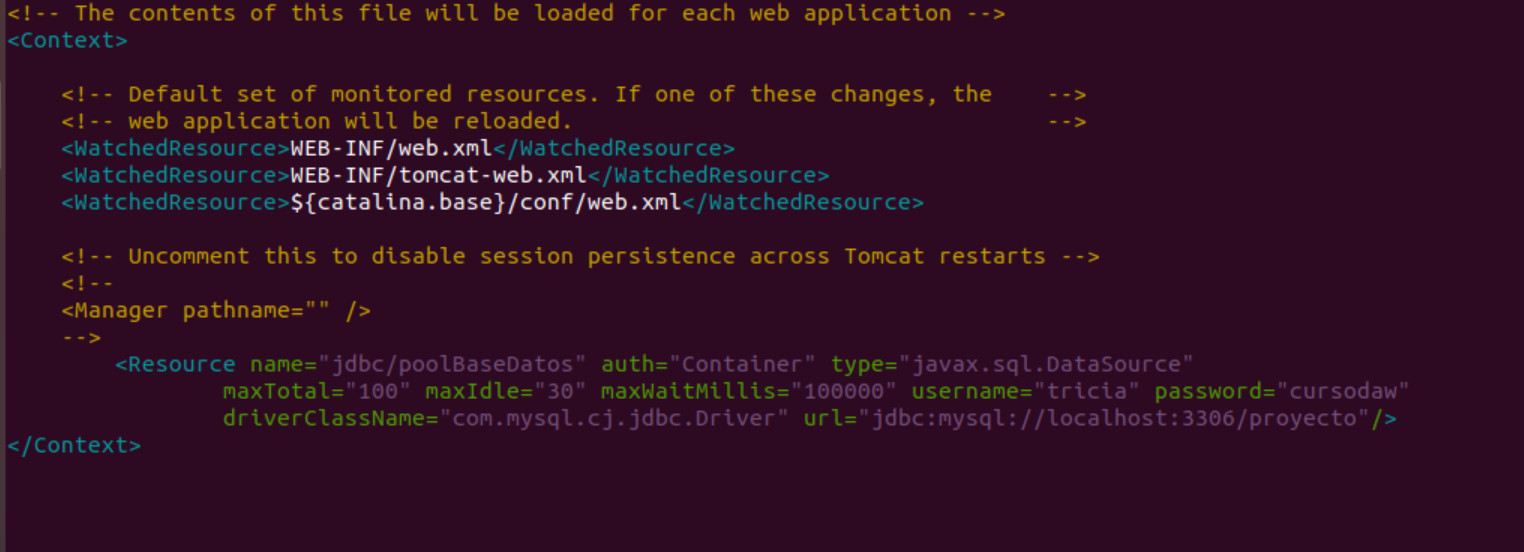 <!-- The contents of this file will be loaded for each web application -->
<Context>
<!-- Default set of monitored resources. If one of these changes, the    -->
<!-- web application will be reloaded.                                   -->
<WatchedResource>WEB-INF/web.xml</WatchedResource>
<WatchedResource>WEB-INF/tomcat-web.xml</WatchedResource>
<WatchedResource>${catalina.base}/conf/web.xml</WatchedResource>
<!-- Uncomment this to disable session persistence across Tomcat restarts -->
<!--
<Manager pathname="" />
-->
<Resource name="jdbc/poolBaseDatos" auth="Container" type="javax.sql.DataSource"
maxTotal="100" maxIdle="30" maxWaitMillis="100000" username="tricia" password="cursodaw"
driverClassName="com.mysql.cj.jdbc.Driver" url="jdbc:mysql://localhost:3306/proyecto"/>
</Context>